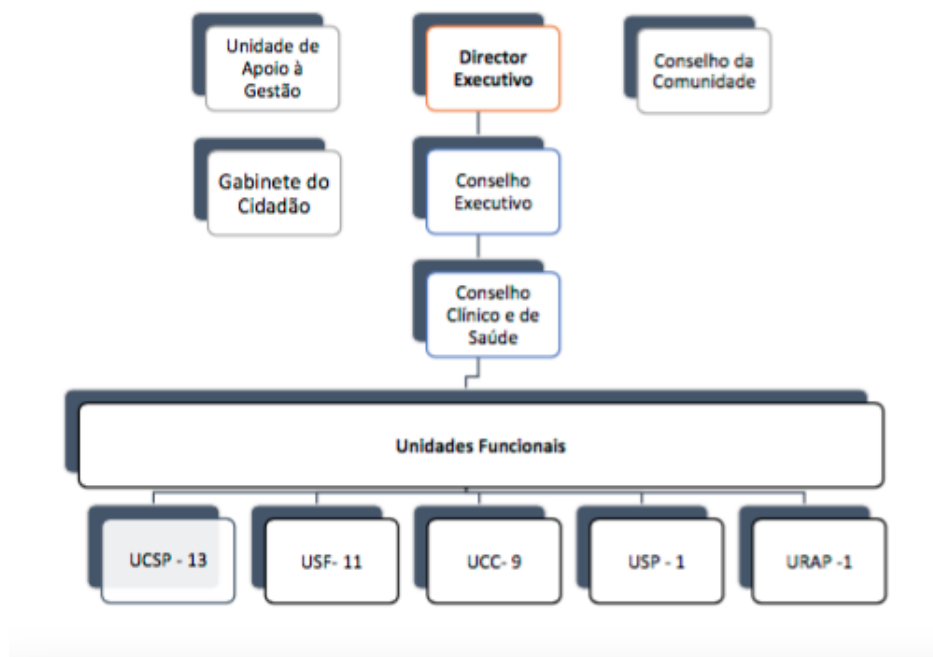 Unidade de
Apoio à
Gestão
Director
Executivo
Conselho da
Comunidade
Gabinete do
Cidadão
Conselho
Executivo
Conselho
Clínico e de
Saúde
Unidades Funcionais
UCSP - 13
USF- 11
UCC- 9
USP - 1
URAP -1